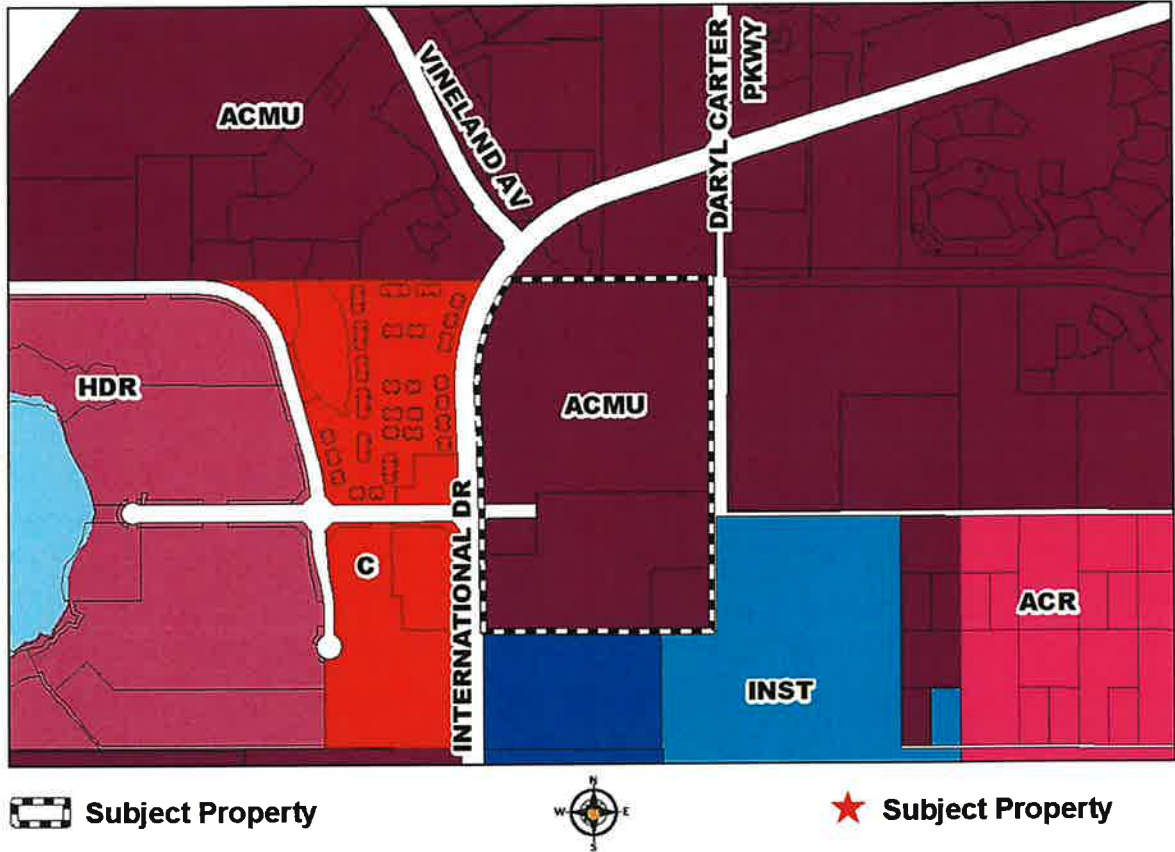 ACMU
VINELAND AV
DARYL CARTER
PKWY
HDR
ACMU
INTERNATIONAL DR
C
ACR
INST
N
W
E
S
Subject Property
Subject Property